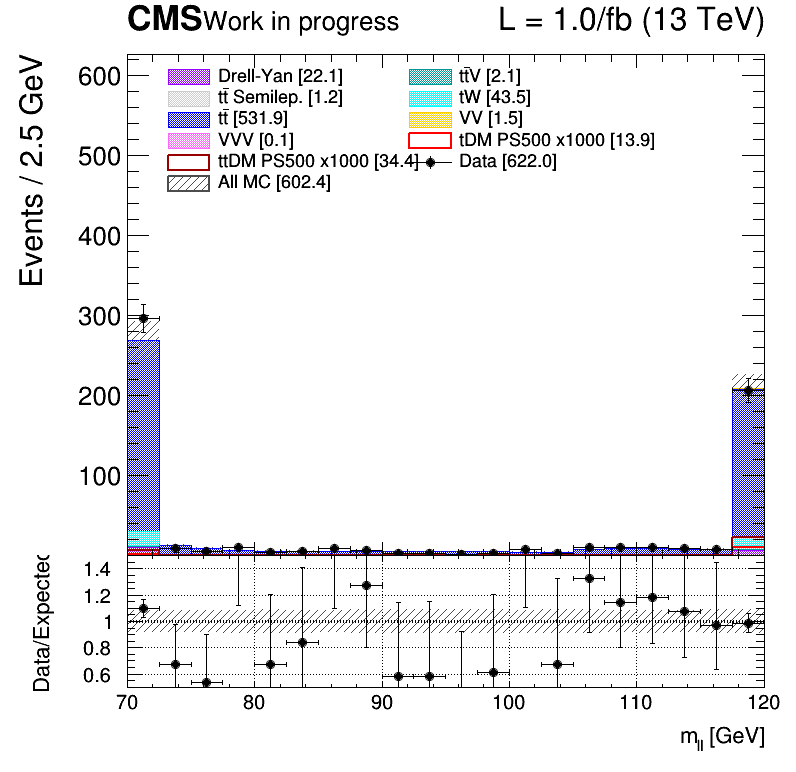 CMS Work in progress L = 1.0/fb (13 TeV)
Events / 2.5 GeV
600
500
400
300
200
100
Drell-Yan [22.1] tt̄V [2.1]
tt̄ Semilep. [1.2] tW [43.5]
tt̄ [531.9] VV [1.5]
VVV [0.1] tDM PS500 x1000 [13.9]
ttDM PS500 x1000 [34.4] Data [622.0]
All MC [602.4]
Data/Expected
1.4
1.2
1
0.8
0.6
70 80 90 100 110 120
m_ll [GeV]